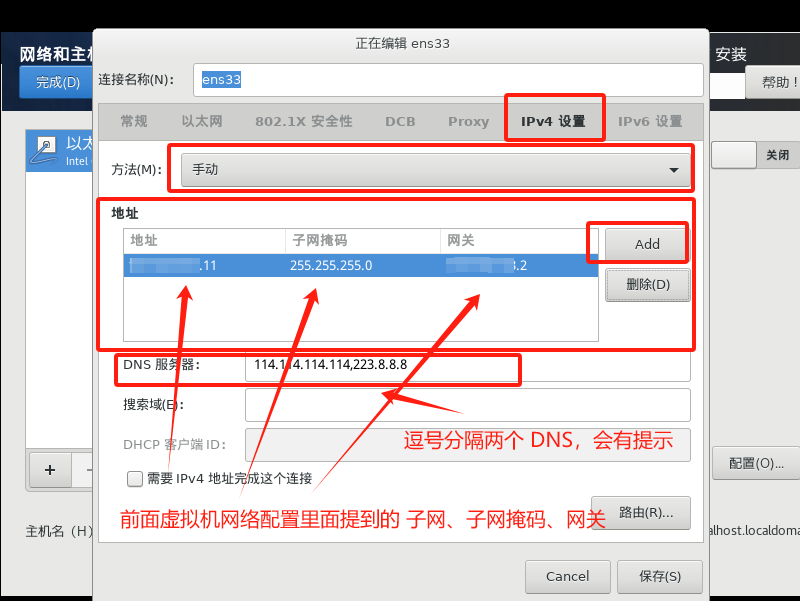 正在编辑 ens33
网络和主机
安装
完成(D)
帮助！
连接名称(N)：
ens33
常规
以太网
802.1X 安全性
DCB
Proxy
IPv4 设置
IPv6 设置
以太
Intel
关闭
方法(M)：
手动
地址
地址
子网掩码
网关
Add
.11
255.255.255.0
.2
删除(D)
DNS 服务器：
114.114.114.114,223.8.8.8
搜索域(E)：
逗号分隔两个 DNS，会有提示
DHCP 客户端 ID：
+
−
配置(O)...
需要 IPv4 地址完成这个连接
前面虚拟机网络配置里面提到的 子网、子网掩码、网关
路由(R)...
主机名（H）
alhost.localdoma
Cancel
保存(S)